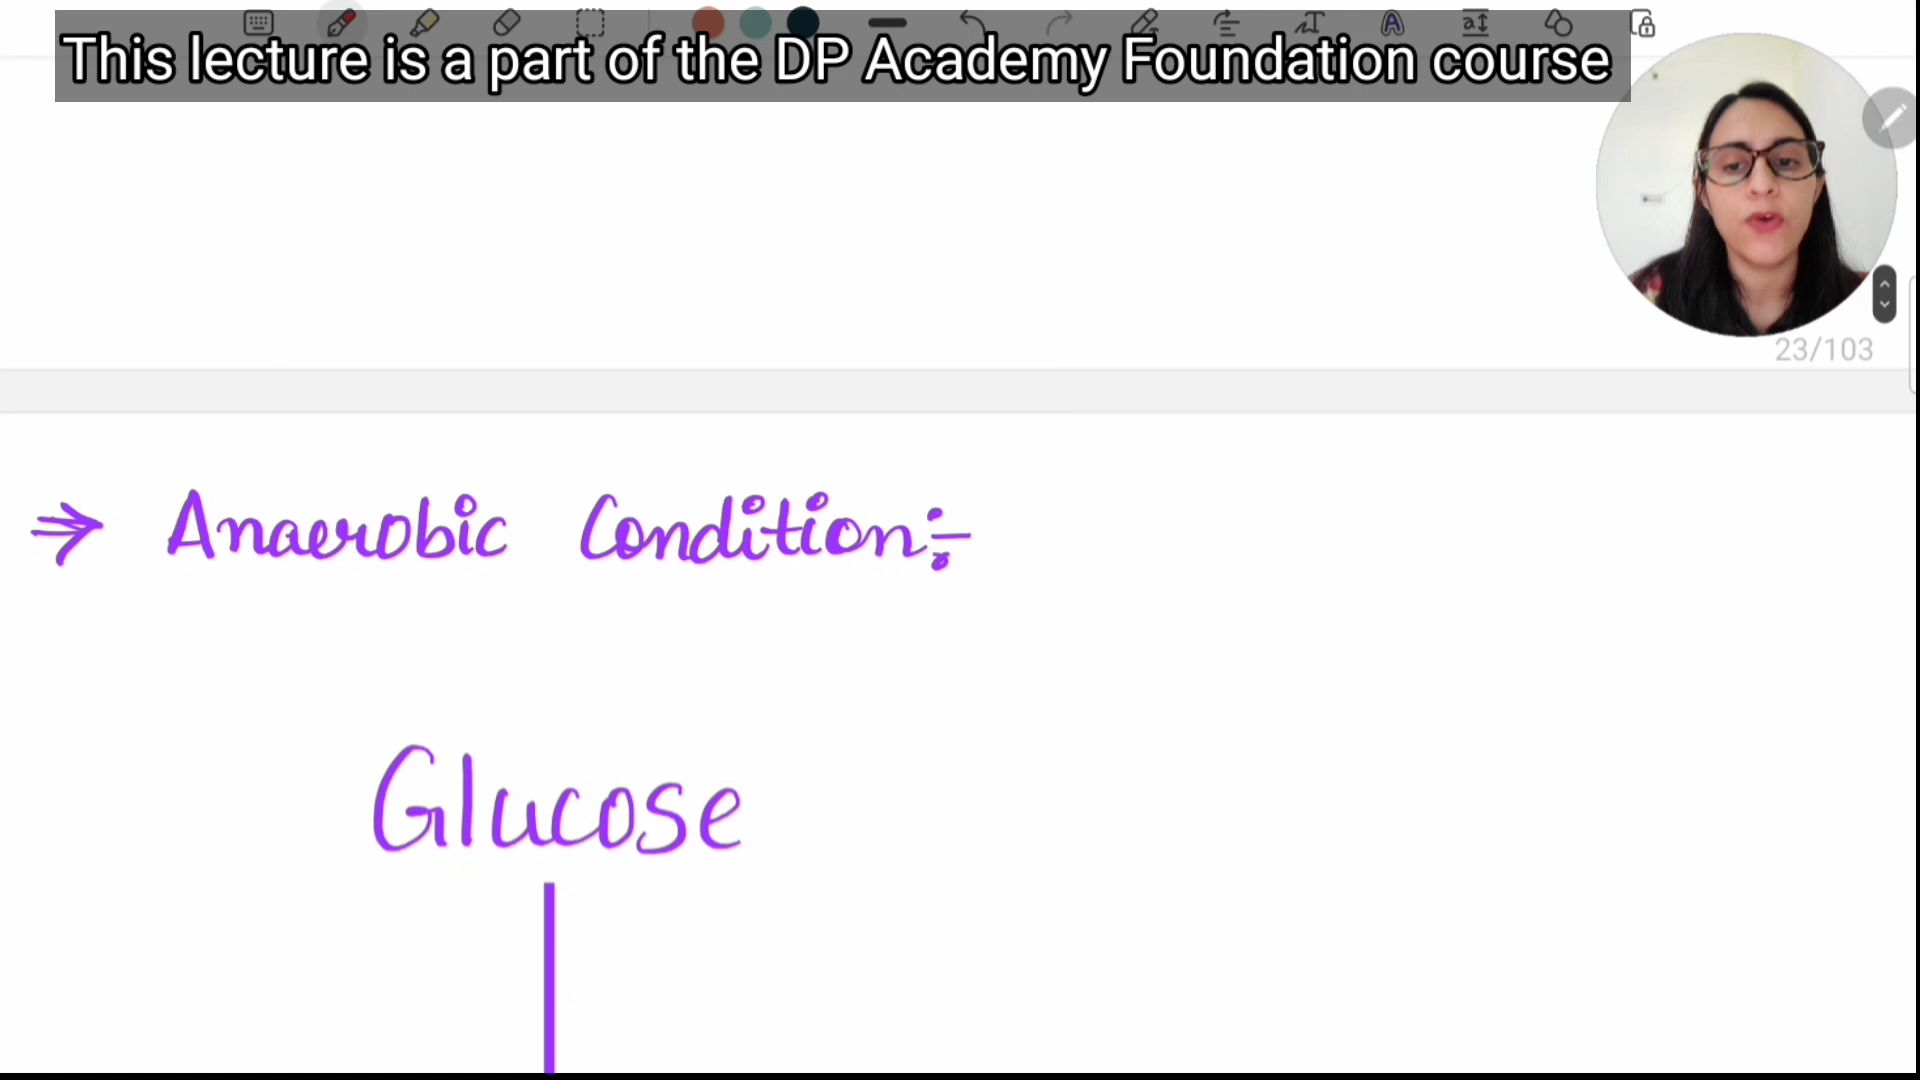 This lecture is a part of the DP Academy Foundation course
23/103
⇒ Anaerobic Condition:-
Glucose